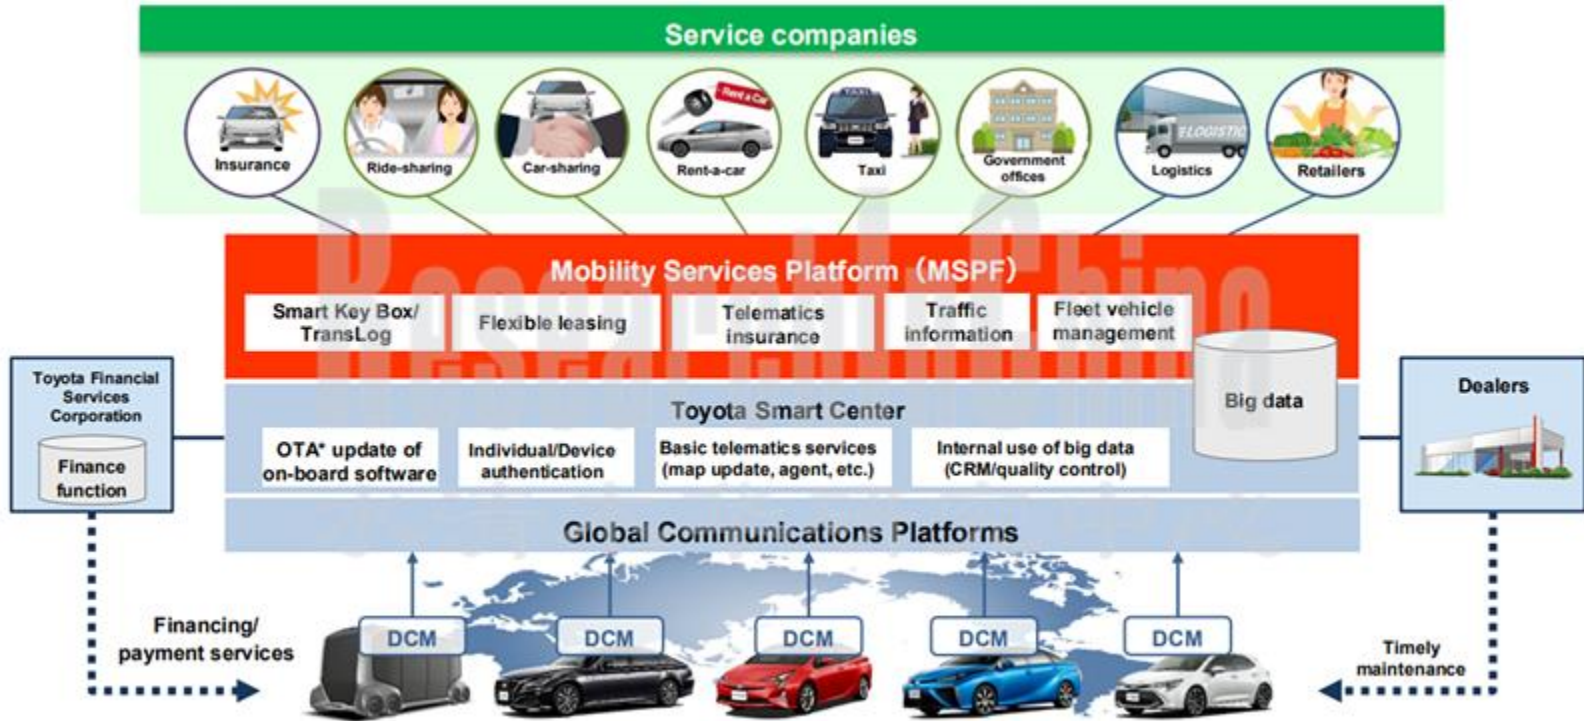 Service companies
Insurance
Ride-sharing
Car-sharing
Rent a Car
Rent-a-car
TAXI
Taxi
Government
offices
ELOGISTIC
Logistics
Retailers
Mobility Services Platform（MSPF）
Smart Key Box/
TransLog
Flexible leasing
Telematics
insurance
Traffic
information
Fleet vehicle
management
Big data
Toyota Smart Center
OTA* update of
on-board software
Individual/Device
authentication
Basic telematics services
(map update, agent, etc.)
Internal use of big data
(CRM/quality control)
Global Communications Platforms
Toyota Financial
Services
Corporation
Finance
function
Dealers
Financing/
payment services
DCM
DCM
DCM
DCM
DCM
Timely
maintenance
ResearchInChina